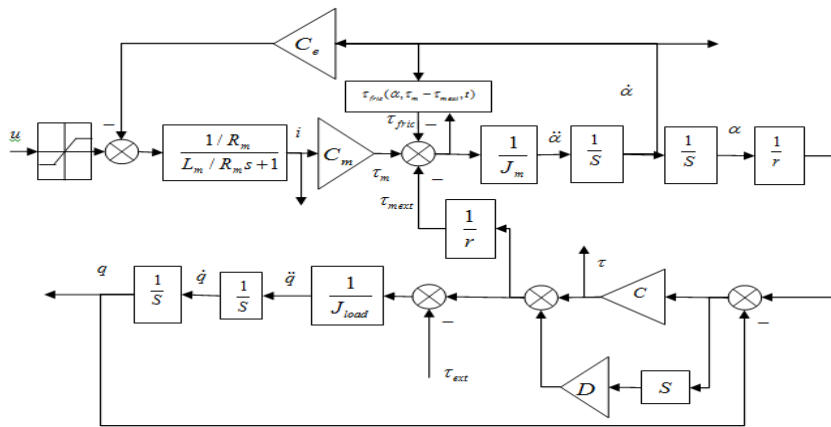 C_e
α̇
τ_fric(α̇, τ_m − τ_mext, t)
−
τ_fric
−
u
1 / R_m
L_m / R_m s + 1
i
C_m
τ_m
−
τ_mext
1
J_m
α̈
1
S
1
S
α
1
r
1
r
q
1
S
q̇
1
S
q̈
1
J_load
−
τ_ext
τ
C
−
D
S